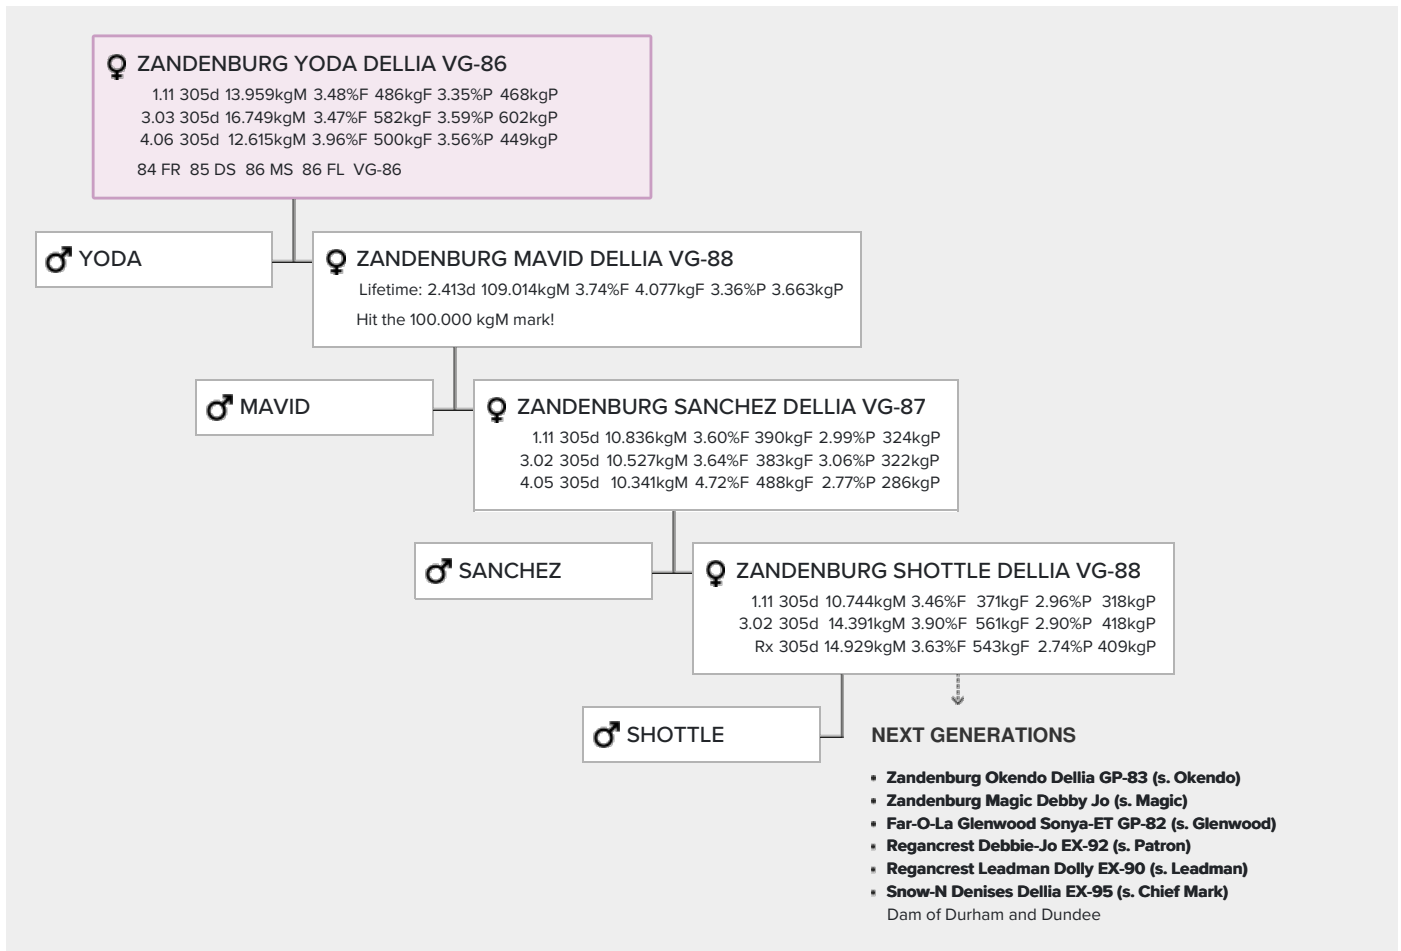 ZANDENBURG YODA DELLIA VG-86
1.11 305d 13.959kgM 3.48%F 486kgF 3.35%P 468kgP
3.03 305d 16.749kgM 3.47%F 582kgF 3.59%P 602kgP
4.06 305d 12.615kgM 3.96%F 500kgF 3.56%P 449kgP
84 FR 85 DS 86 MS 86 FL VG-86
YODA
ZANDENBURG MAVID DELLIA VG-88
Lifetime: 2.413d 109.014kgM 3.74%F 4.077kgF 3.36%P 3.663kgP
Hit the 100.000 kgM mark!
MAVID
ZANDENBURG SANCHEZ DELLIA VG-87
1.11 305d 10.836kgM 3.60%F 390kgF 2.99%P 324kgP
3.02 305d 10.527kgM 3.64%F 383kgF 3.06%P 322kgP
4.05 305d 10.341kgM 4.72%F 488kgF 2.77%P 286kgP
SANCHEZ
ZANDENBURG SHOTTLE DELLIA VG-88
1.11 305d 10.744kgM 3.46%F 371kgF 2.96%P 318kgP
3.02 305d 14.391kgM 3.90%F 561kgF 2.90%P 418kgP
Rx 305d 14.929kgM 3.63%F 543kgF 2.74%P 409kgP
SHOTTLE
NEXT GENERATIONS
• Zandenburg Okendo Dellia GP-83 (s. Okendo)
• Zandenburg Magic Debby Jo (s. Magic)
• Far-O-La Glenwood Sonya-ET GP-82 (s. Glenwood)
• Regancrest Debbie-Jo EX-92 (s. Patron)
• Regancrest Leadman Dolly EX-90 (s. Leadman)
• Snow-N Denises Dellia EX-95 (s. Chief Mark)
Dam of Durham and Dundee